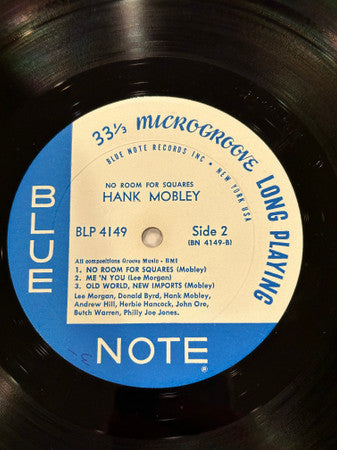 33⅓ MICROGROOVE LONG PLAYING
BLUE NOTE RECORDS INC • NEW YORK USA
NO ROOM FOR SQUARES
HANK MOBLEY
BLP 4149 Side 2
(BN 4149-B)
All compositions Groove Music - BMI
1. NO ROOM FOR SQUARES (Mobley)
2. ME 'N YOU (Lee Morgan)
3. OLD WORLD, NEW IMPORTS (Mobley)
Lee Morgan, Donald Byrd, Hank Mobley,
Andrew Hill, Herbie Hancock, John Ore,
Butch Warren, Philly Joe Jones.
BLUE
NOTE ®